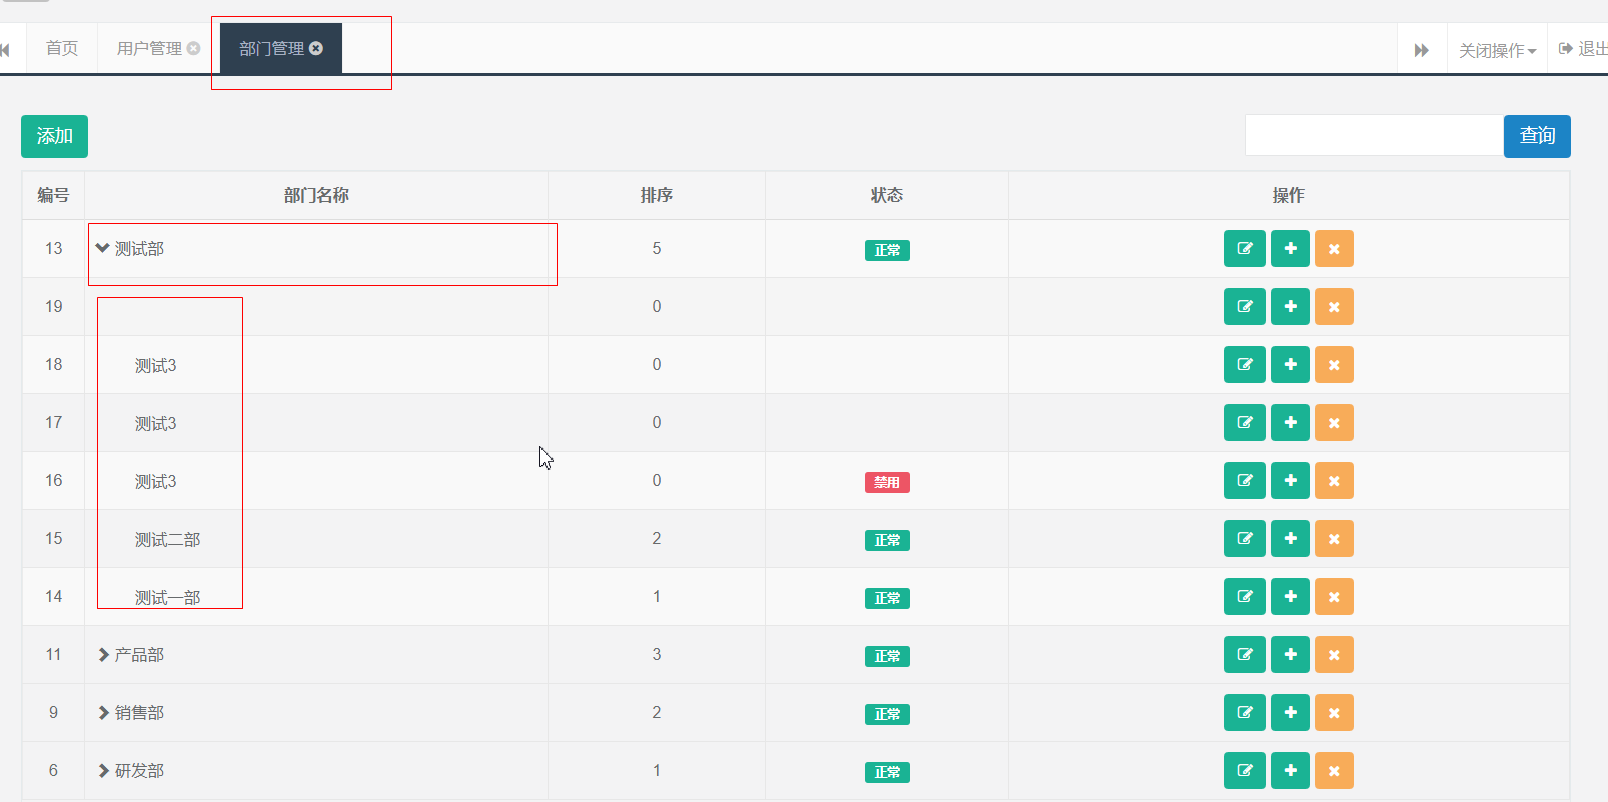 首页 用户管理 部门管理 关闭操作 退出
添加 查询
编号 部门名称 排序 状态 操作
13 测试部 5 正常
19 0
18 测试3 0
17 测试3 0
16 测试3 0 禁用
15 测试二部 2 正常
14 测试一部 1 正常
11 产品部 3 正常
9 销售部 2 正常
6 研发部 1 正常